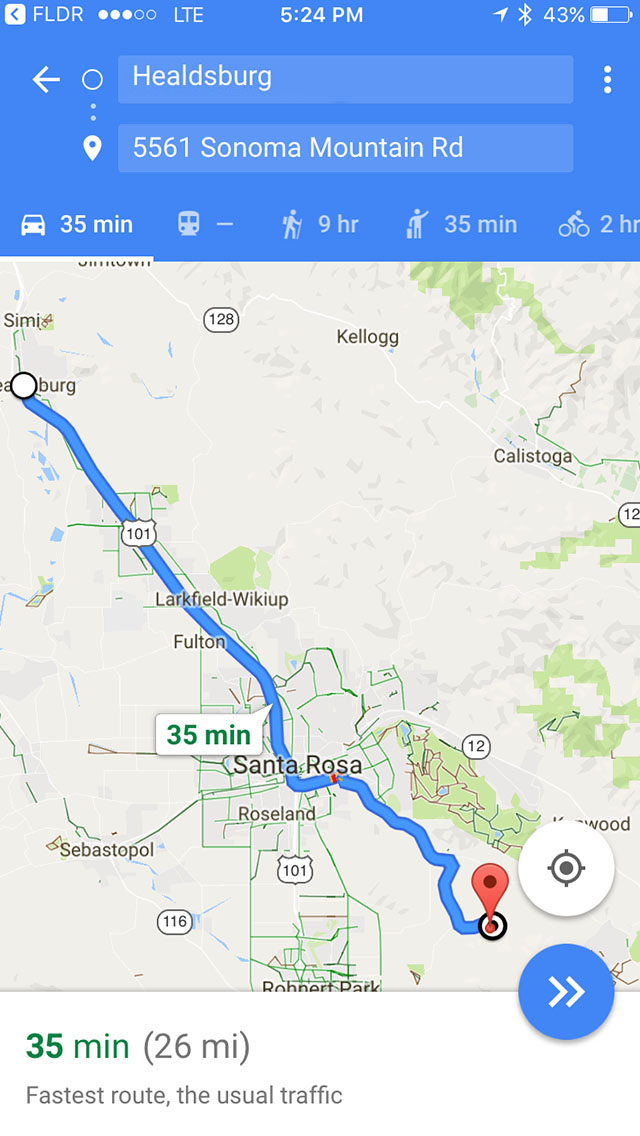 FLDR LTE 5:24 PM 43%
Healdsburg
5561 Sonoma Mountain Rd
35 min — 9 hr 35 min 2 hr
Simtown
Simi
128
Kellogg
burg
Calistoga
12
101
Larkfield-Wikiup
Fulton
35 min
12
Santa Rosa
Roseland
wood
Sebastopol
101
116
Rohnert Park
35 min (26 mi)
Fastest route, the usual traffic